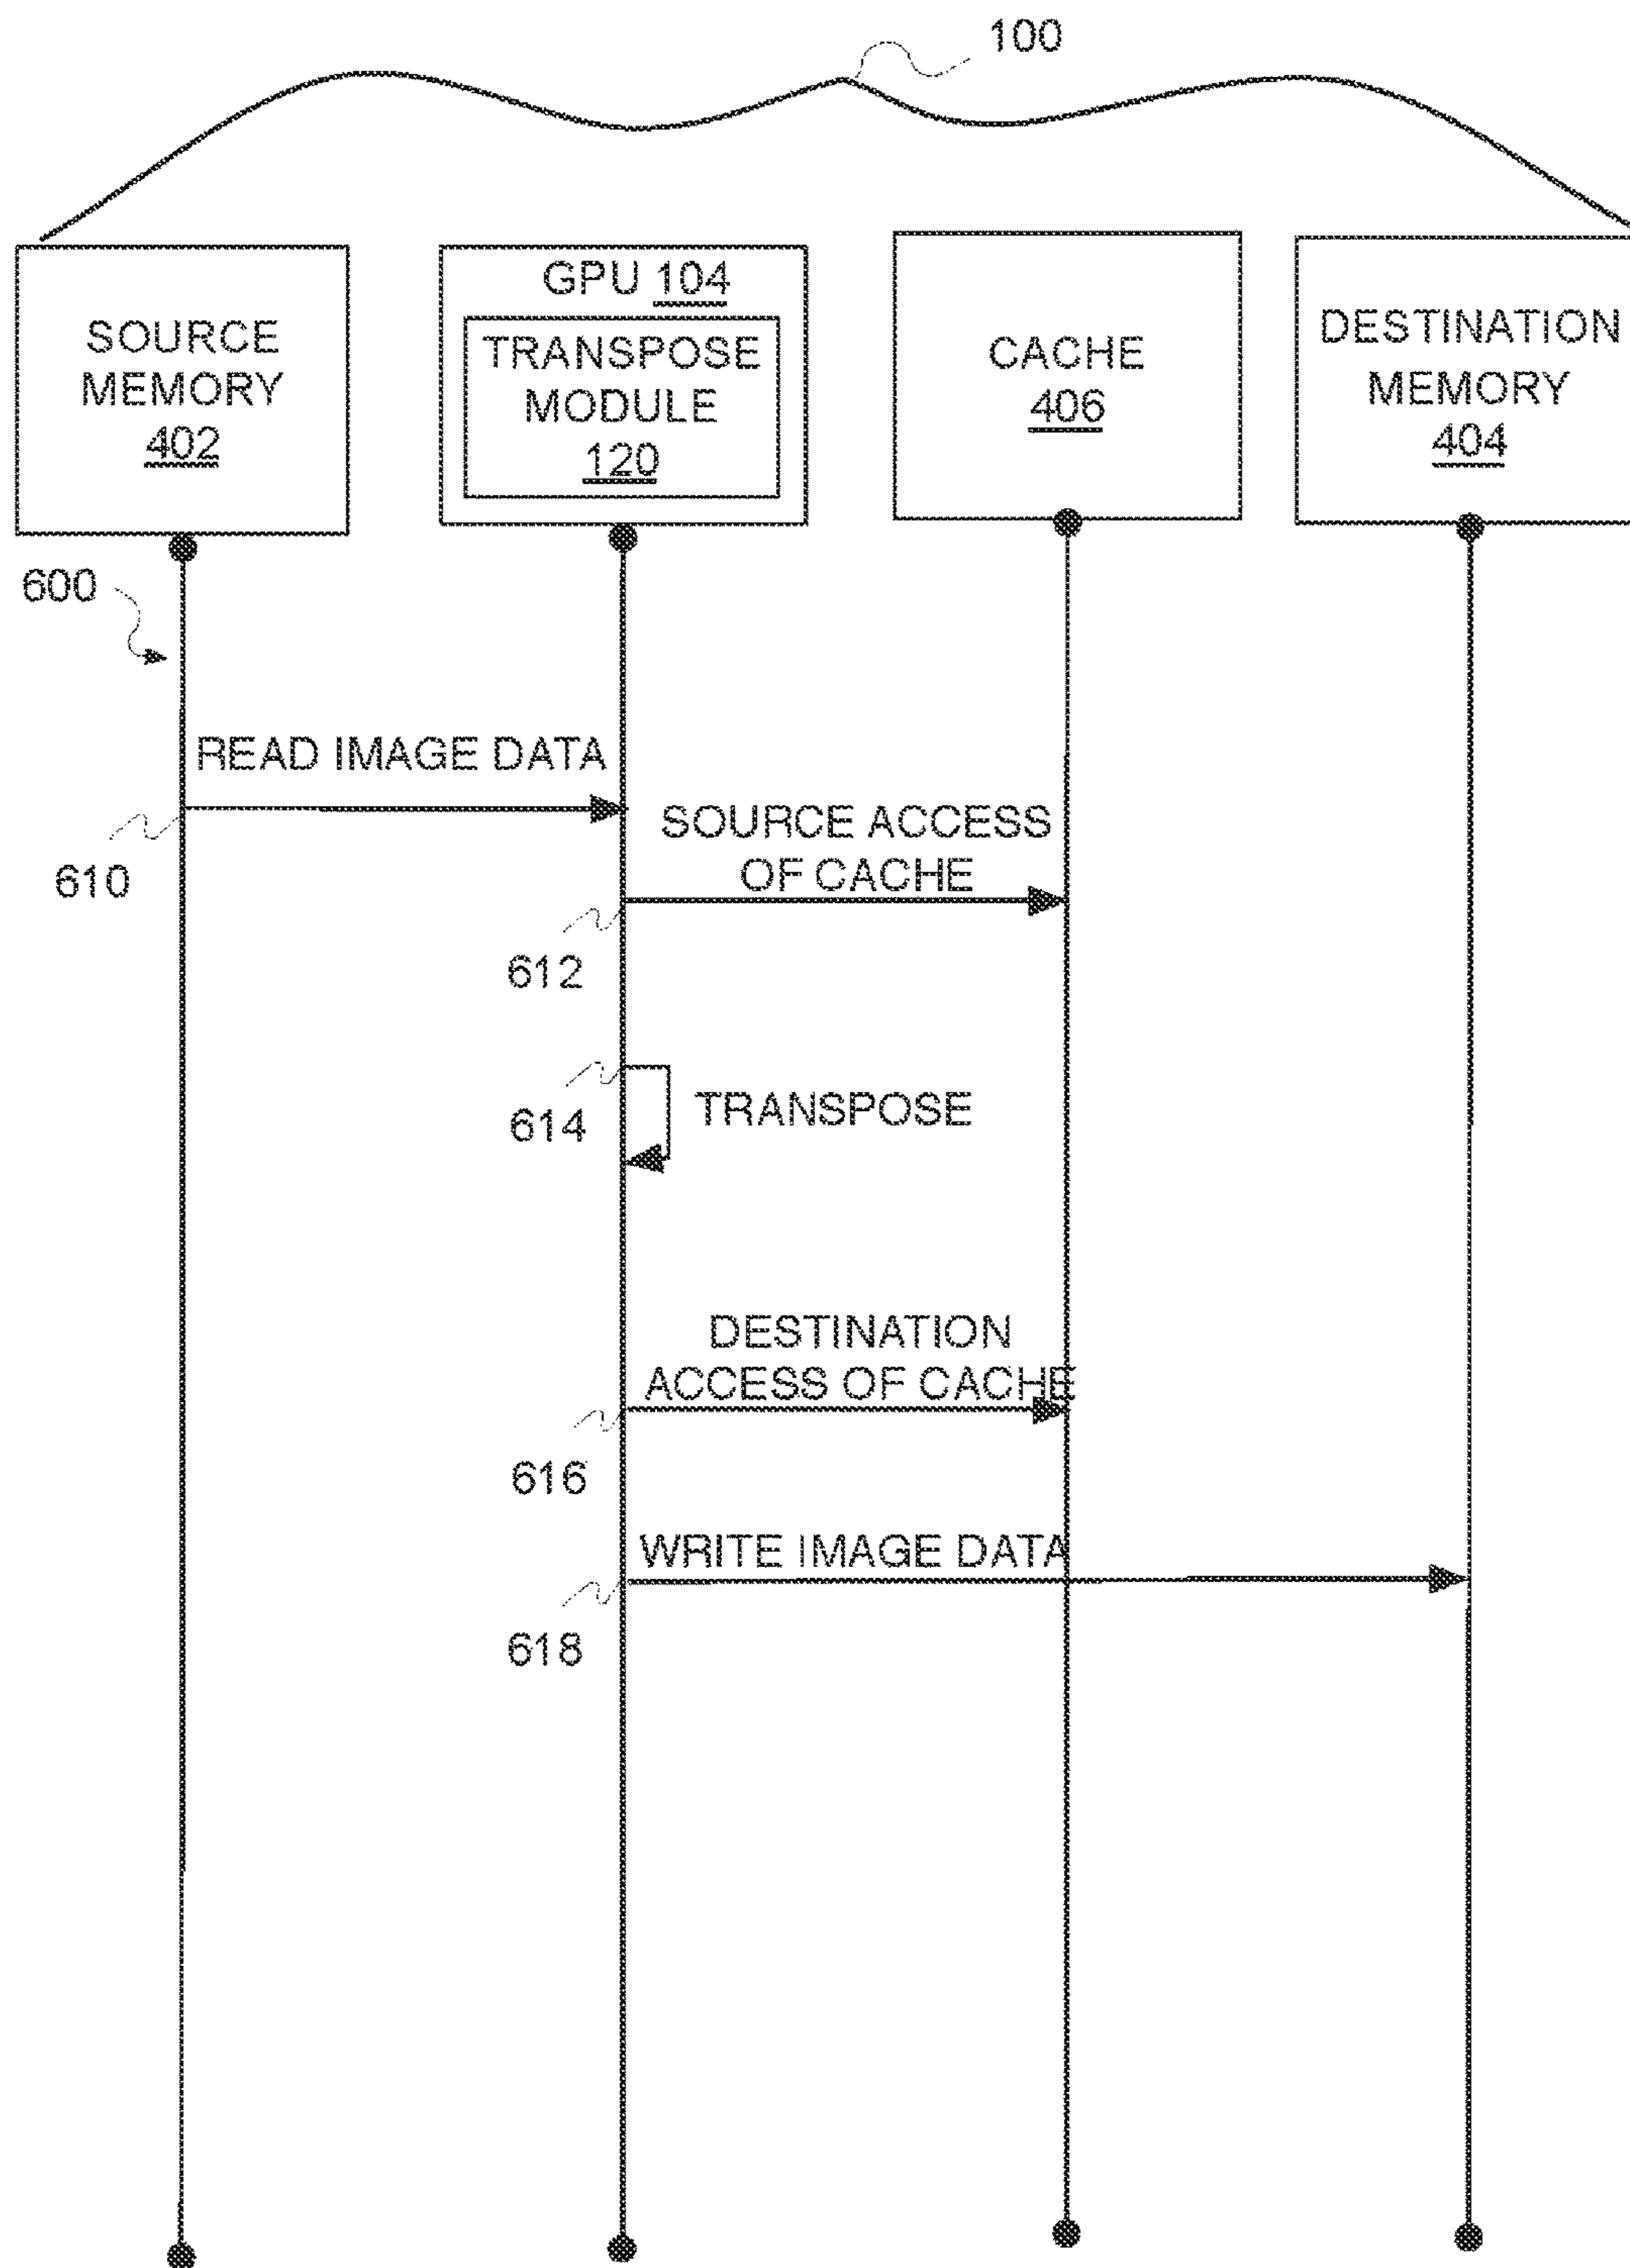 100
SOURCE
MEMORY
402
GPU 104
TRANSPOSE
MODULE
120
CACHE
406
DESTINATION
MEMORY
404
600
READ IMAGE DATA
610
SOURCE ACCESS
OF CACHE
612
614
TRANSPOSE
DESTINATION
ACCESS OF CACHE
616
WRITE IMAGE DATA
618